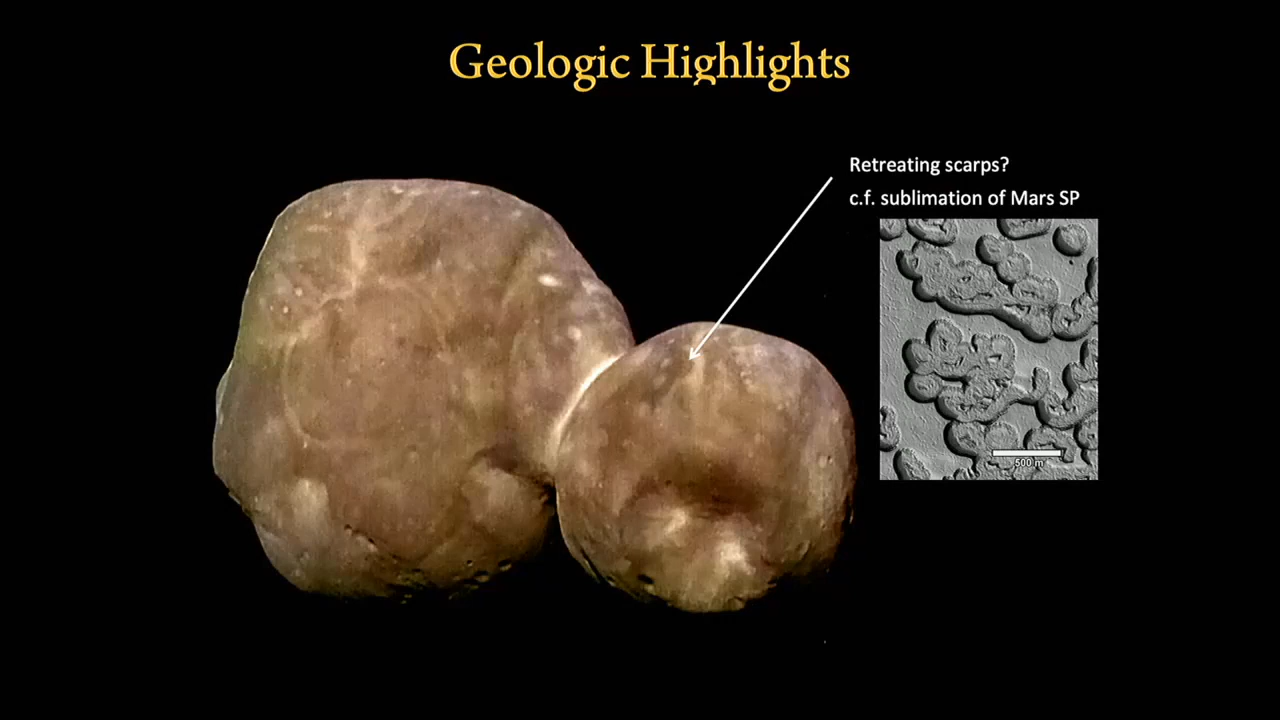 Geologic Highlights
Retreating scarps?
c.f. sublimation of Mars SP
500 m